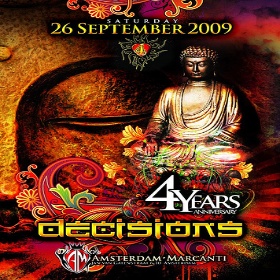 SATURDAY
26 SEPTEMBER 2009
4 YEARS
ANNIVERSARY
DECISIONS
AMSTERDAM - MARCANTI